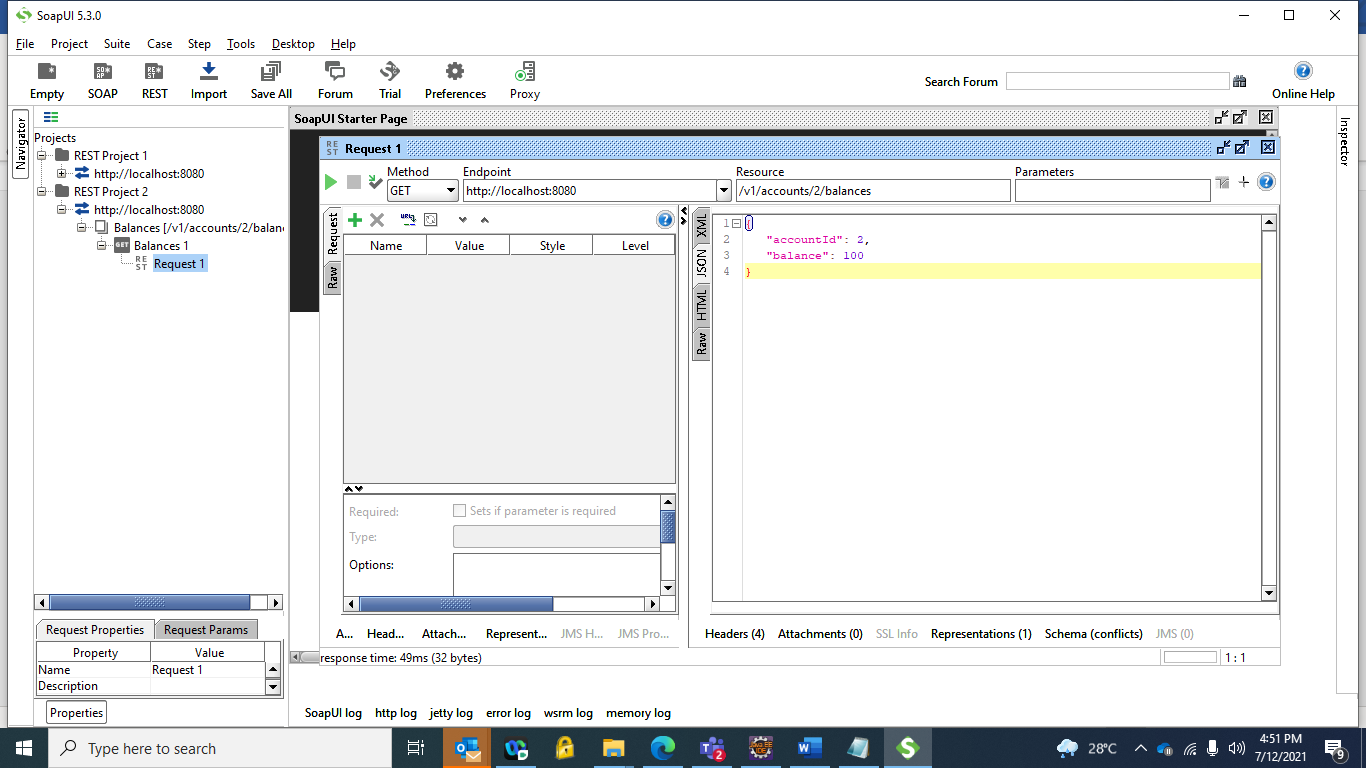 SoapUI 5.3.0
File Project Suite Case Step Tools Desktop Help
Empty SOAP REST Import Save All Forum Trial Preferences Proxy Search Forum Online Help
Navigator
Projects
REST Project 1
http://localhost:8080
REST Project 2
http://localhost:8080
Balances [/v1/accounts/2/balan
GET Balances 1
REST Request 1
Request Properties Request Params
Property Value
Name Request 1
Description
Properties
SoapUI Starter Page
REST Request 1
Method Endpoint Resource Parameters
GET http://localhost:8080 /v1/accounts/2/balances
Request
Raw
Name Value Style Level
Required: Sets if parameter is required
Type:
Options:
A... Head... Attach... Represent... JMS H... JMS Pro...
XML
JSON
HTML
Raw
1 {
2 "accountId": 2,
3 "balance": 100
4 }
Headers (4) Attachments (0) SSL Info Representations (1) Schema (conflicts) JMS (0)
response time: 49ms (32 bytes) 1 : 1
Inspector
SoapUI log http log jetty log error log wsrm log memory log
Type here to search
2
28°C
4:51 PM
7/12/2021
9